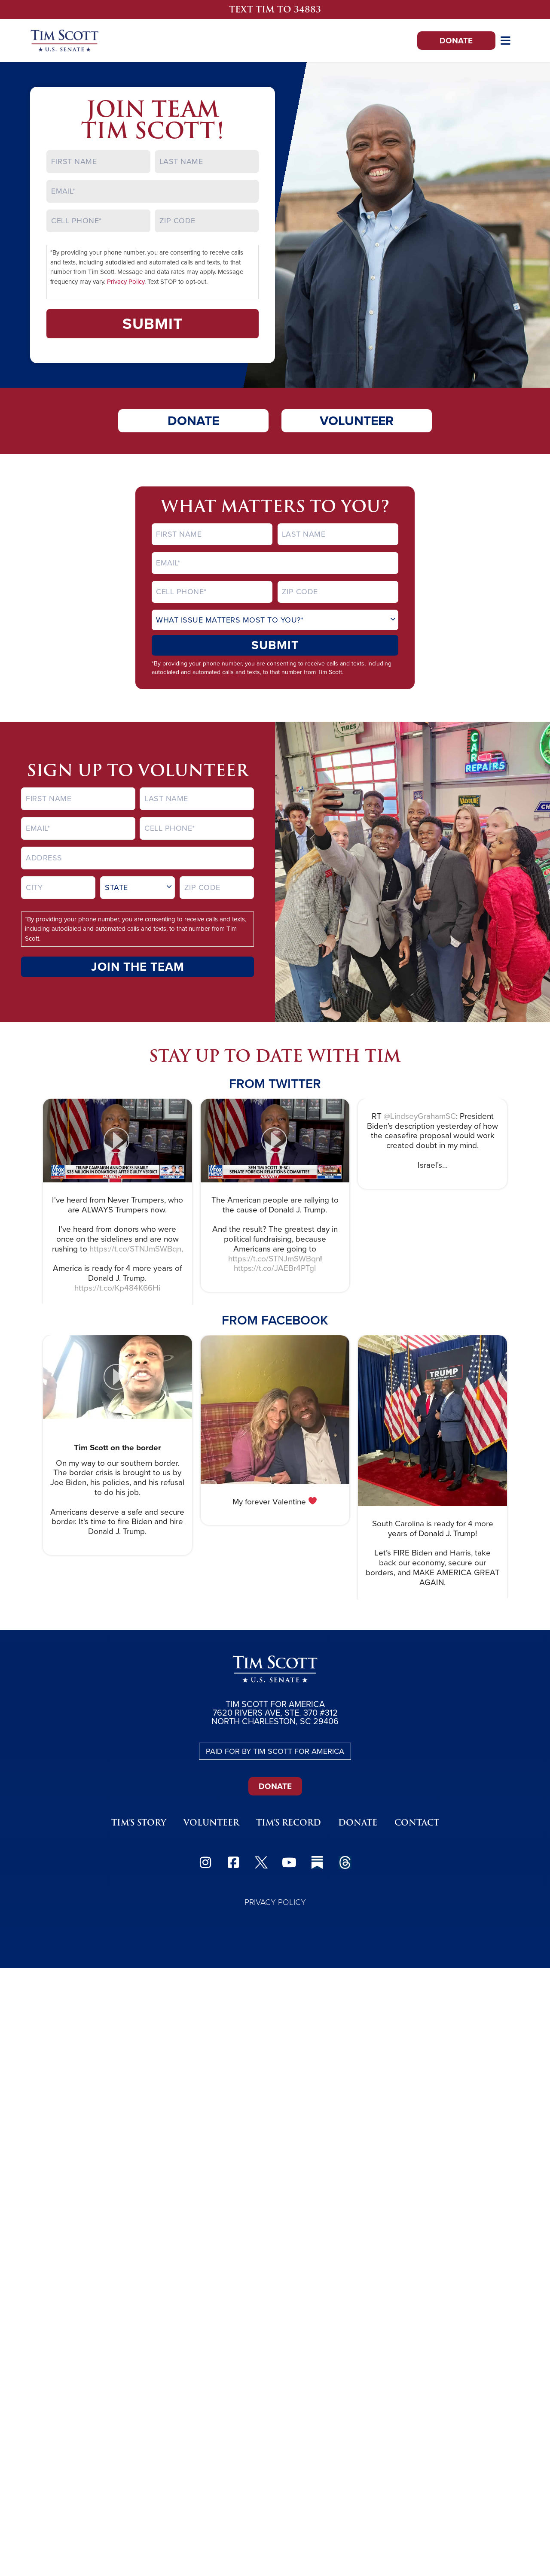 TEXT TIM TO 34883
TIM SCOTT
U.S. SENATE
DONATE
JOIN TEAM
TIM SCOTT!
FIRST NAME
LAST NAME
EMAIL*
CELL PHONE*
ZIP CODE
*By providing your phone number, you are consenting to receive calls
and texts, including autodialed and automated calls and texts, to that
number from Tim Scott. Message and data rates may apply. Message
frequency may vary. Privacy Policy. Text STOP to opt-out.
SUBMIT
DONATE
VOLUNTEER
WHAT MATTERS TO YOU?
FIRST NAME
LAST NAME
EMAIL*
CELL PHONE*
ZIP CODE
WHAT ISSUE MATTERS MOST TO YOU?*
SUBMIT
*By providing your phone number, you are consenting to receive calls and texts, including
autodialed and automated calls and texts, to that number from Tim Scott.
SIGN UP TO VOLUNTEER
FIRST NAME
LAST NAME
EMAIL*
CELL PHONE*
ADDRESS
CITY
STATE
ZIP CODE
*By providing your phone number, you are consenting to receive calls and texts,
including autodialed and automated calls and texts, to that number from Tim
Scott.
JOIN THE TEAM
TIRES
CAR
REPAIRS
VALVOLINE
CH
STAY UP TO DATE WITH TIM
FROM TWITTER
FOX
NEWS
TRUMP CAMPAIGN ANNOUNCES NEARLY
$35 MILLION IN DONATIONS AFTER GUILTY VERDICT
HANNITY
I've heard from Never Trumpers, who
are ALWAYS Trumpers now.
I've heard from donors who were
once on the sidelines and are now
rushing to https://t.co/STNJmSWBqn.
America is ready for 4 more years of
Donald J. Trump.
https://t.co/Kp484K66Hi
FOX
NEWS
SEN TIM SCOTT (R-SC)
SENATE FOREIGN RELATIONS COMMITTEE
HANNITY
The American people are rallying to
the cause of Donald J. Trump.
And the result? The greatest day in
political fundraising, because
Americans are going to
https://t.co/STNJmSWBqn!
https://t.co/JAEBr4PTgI
RT @LindseyGrahamSC: President
Biden's description yesterday of how
the ceasefire proposal would work
created doubt in my mind.
Israel's...
FROM FACEBOOK
Tim Scott on the border
On my way to our southern border.
The border crisis is brought to us by
Joe Biden, his policies, and his refusal
to do his job.
Americans deserve a safe and secure
border. It's time to fire Biden and hire
Donald J. Trump.
My forever Valentine ❤️
TRUMP
South Carolina is ready for 4 more
years of Donald J. Trump!
Let's FIRE Biden and Harris, take
back our economy, secure our
borders, and MAKE AMERICA GREAT
AGAIN.
TIM SCOTT
U.S. SENATE
TIM SCOTT FOR AMERICA
7620 RIVERS AVE, STE. 370 #312
NORTH CHARLESTON, SC 29406
PAID FOR BY TIM SCOTT FOR AMERICA
DONATE
TIM'S STORY
VOLUNTEER
TIM'S RECORD
DONATE
CONTACT
PRIVACY POLICY